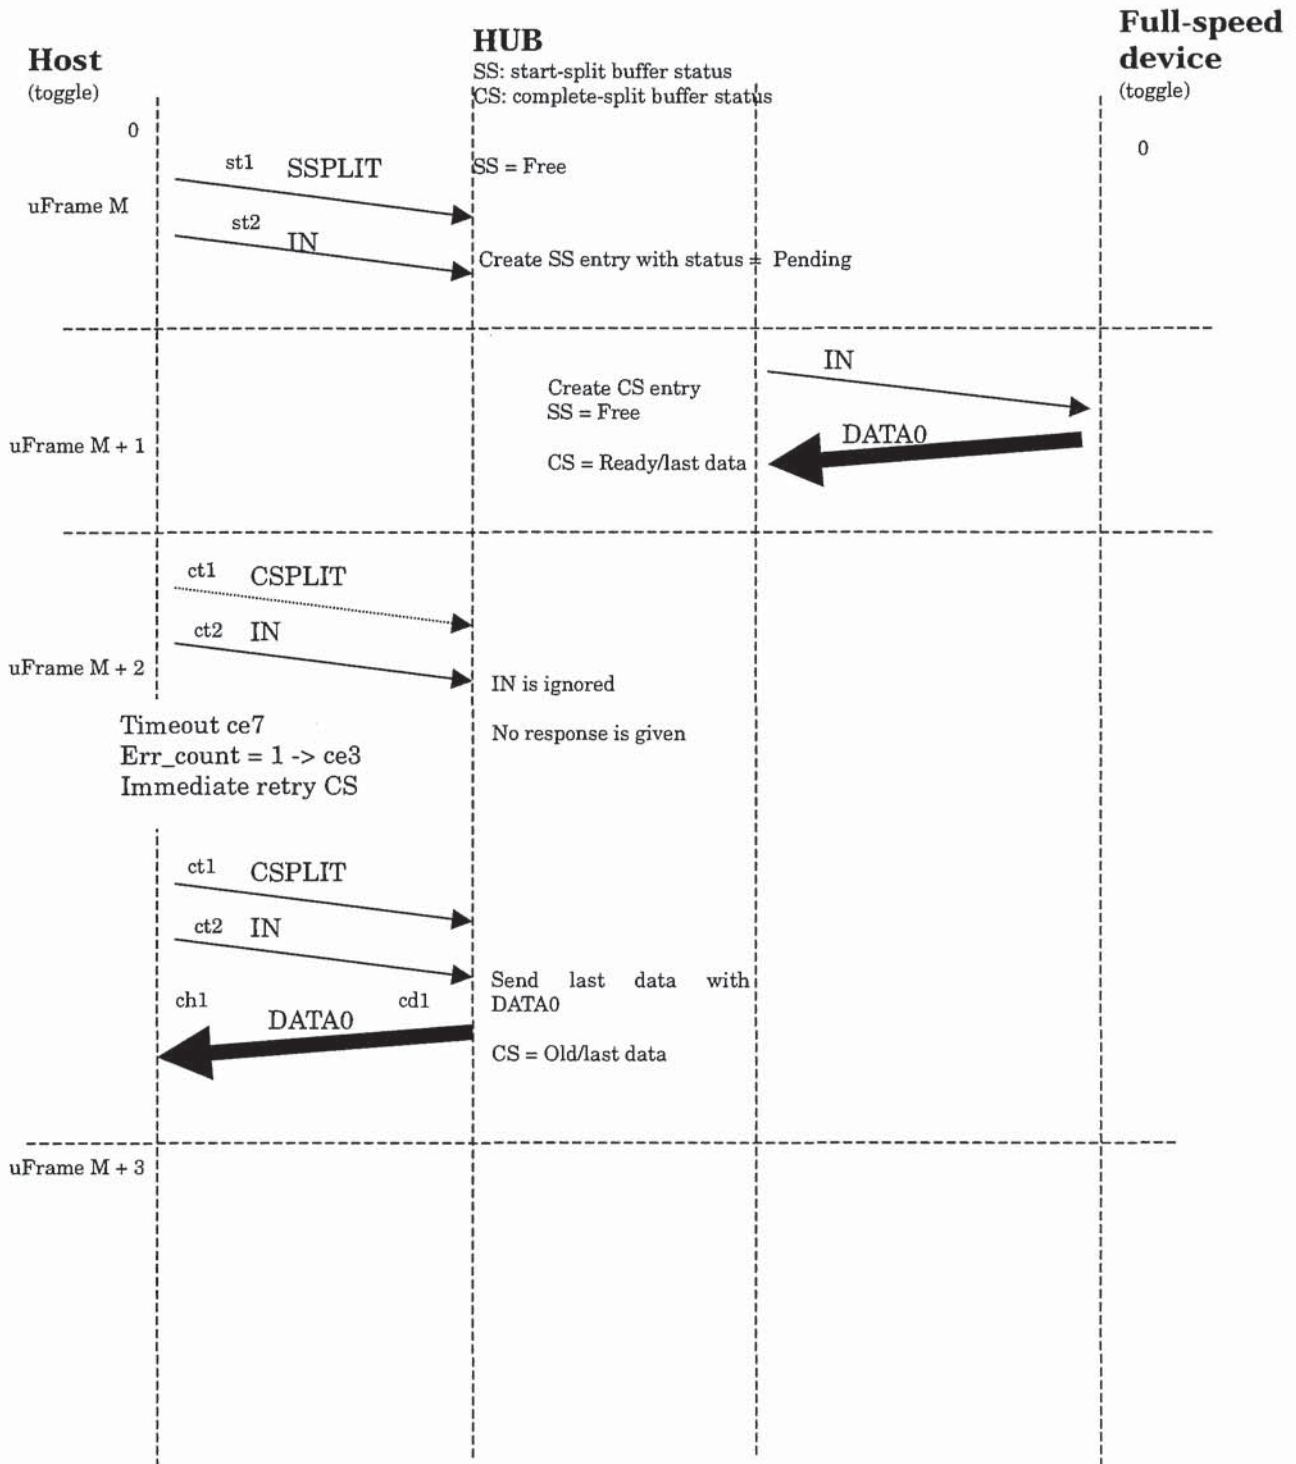 Host
(toggle)
0
HUB
SS: start-split buffer status
CS: complete-split buffer status
Full-speed
device
(toggle)
0
st1 SSPLIT
SS = Free
uFrame M
st2 IN
Create SS entry with status = Pending
IN
Create CS entry
SS = Free
uFrame M + 1
DATA0
CS = Ready/last data
ct1 CSPLIT
ct2 IN
uFrame M + 2
IN is ignored
No response is given
Timeout ce7
Err_count = 1 -> ce3
Immediate retry CS
ct1 CSPLIT
ct2 IN
Send last data with
DATA0
ch1 DATA0 cd1
CS = Old/last data
uFrame M + 3